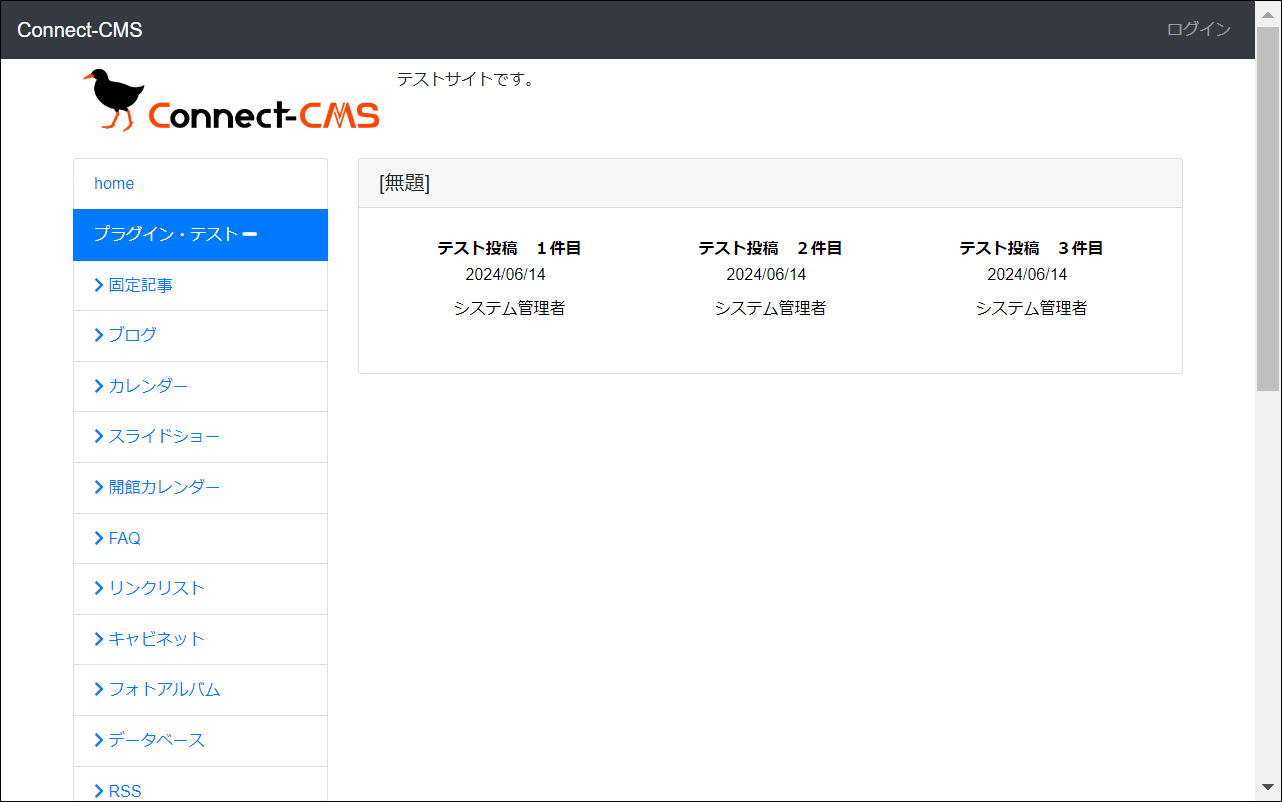 Connect-CMS
ログイン
Connect-CMS
テストサイトです。
home
プラグイン・テスト
固定記事
ブログ
カレンダー
スライドショー
開館カレンダー
FAQ
リンクリスト
キャビネット
フォトアルバム
データベース
RSS
[無題]
テスト投稿　１件目
2024/06/14
システム管理者
テスト投稿　２件目
2024/06/14
システム管理者
テスト投稿　３件目
2024/06/14
システム管理者